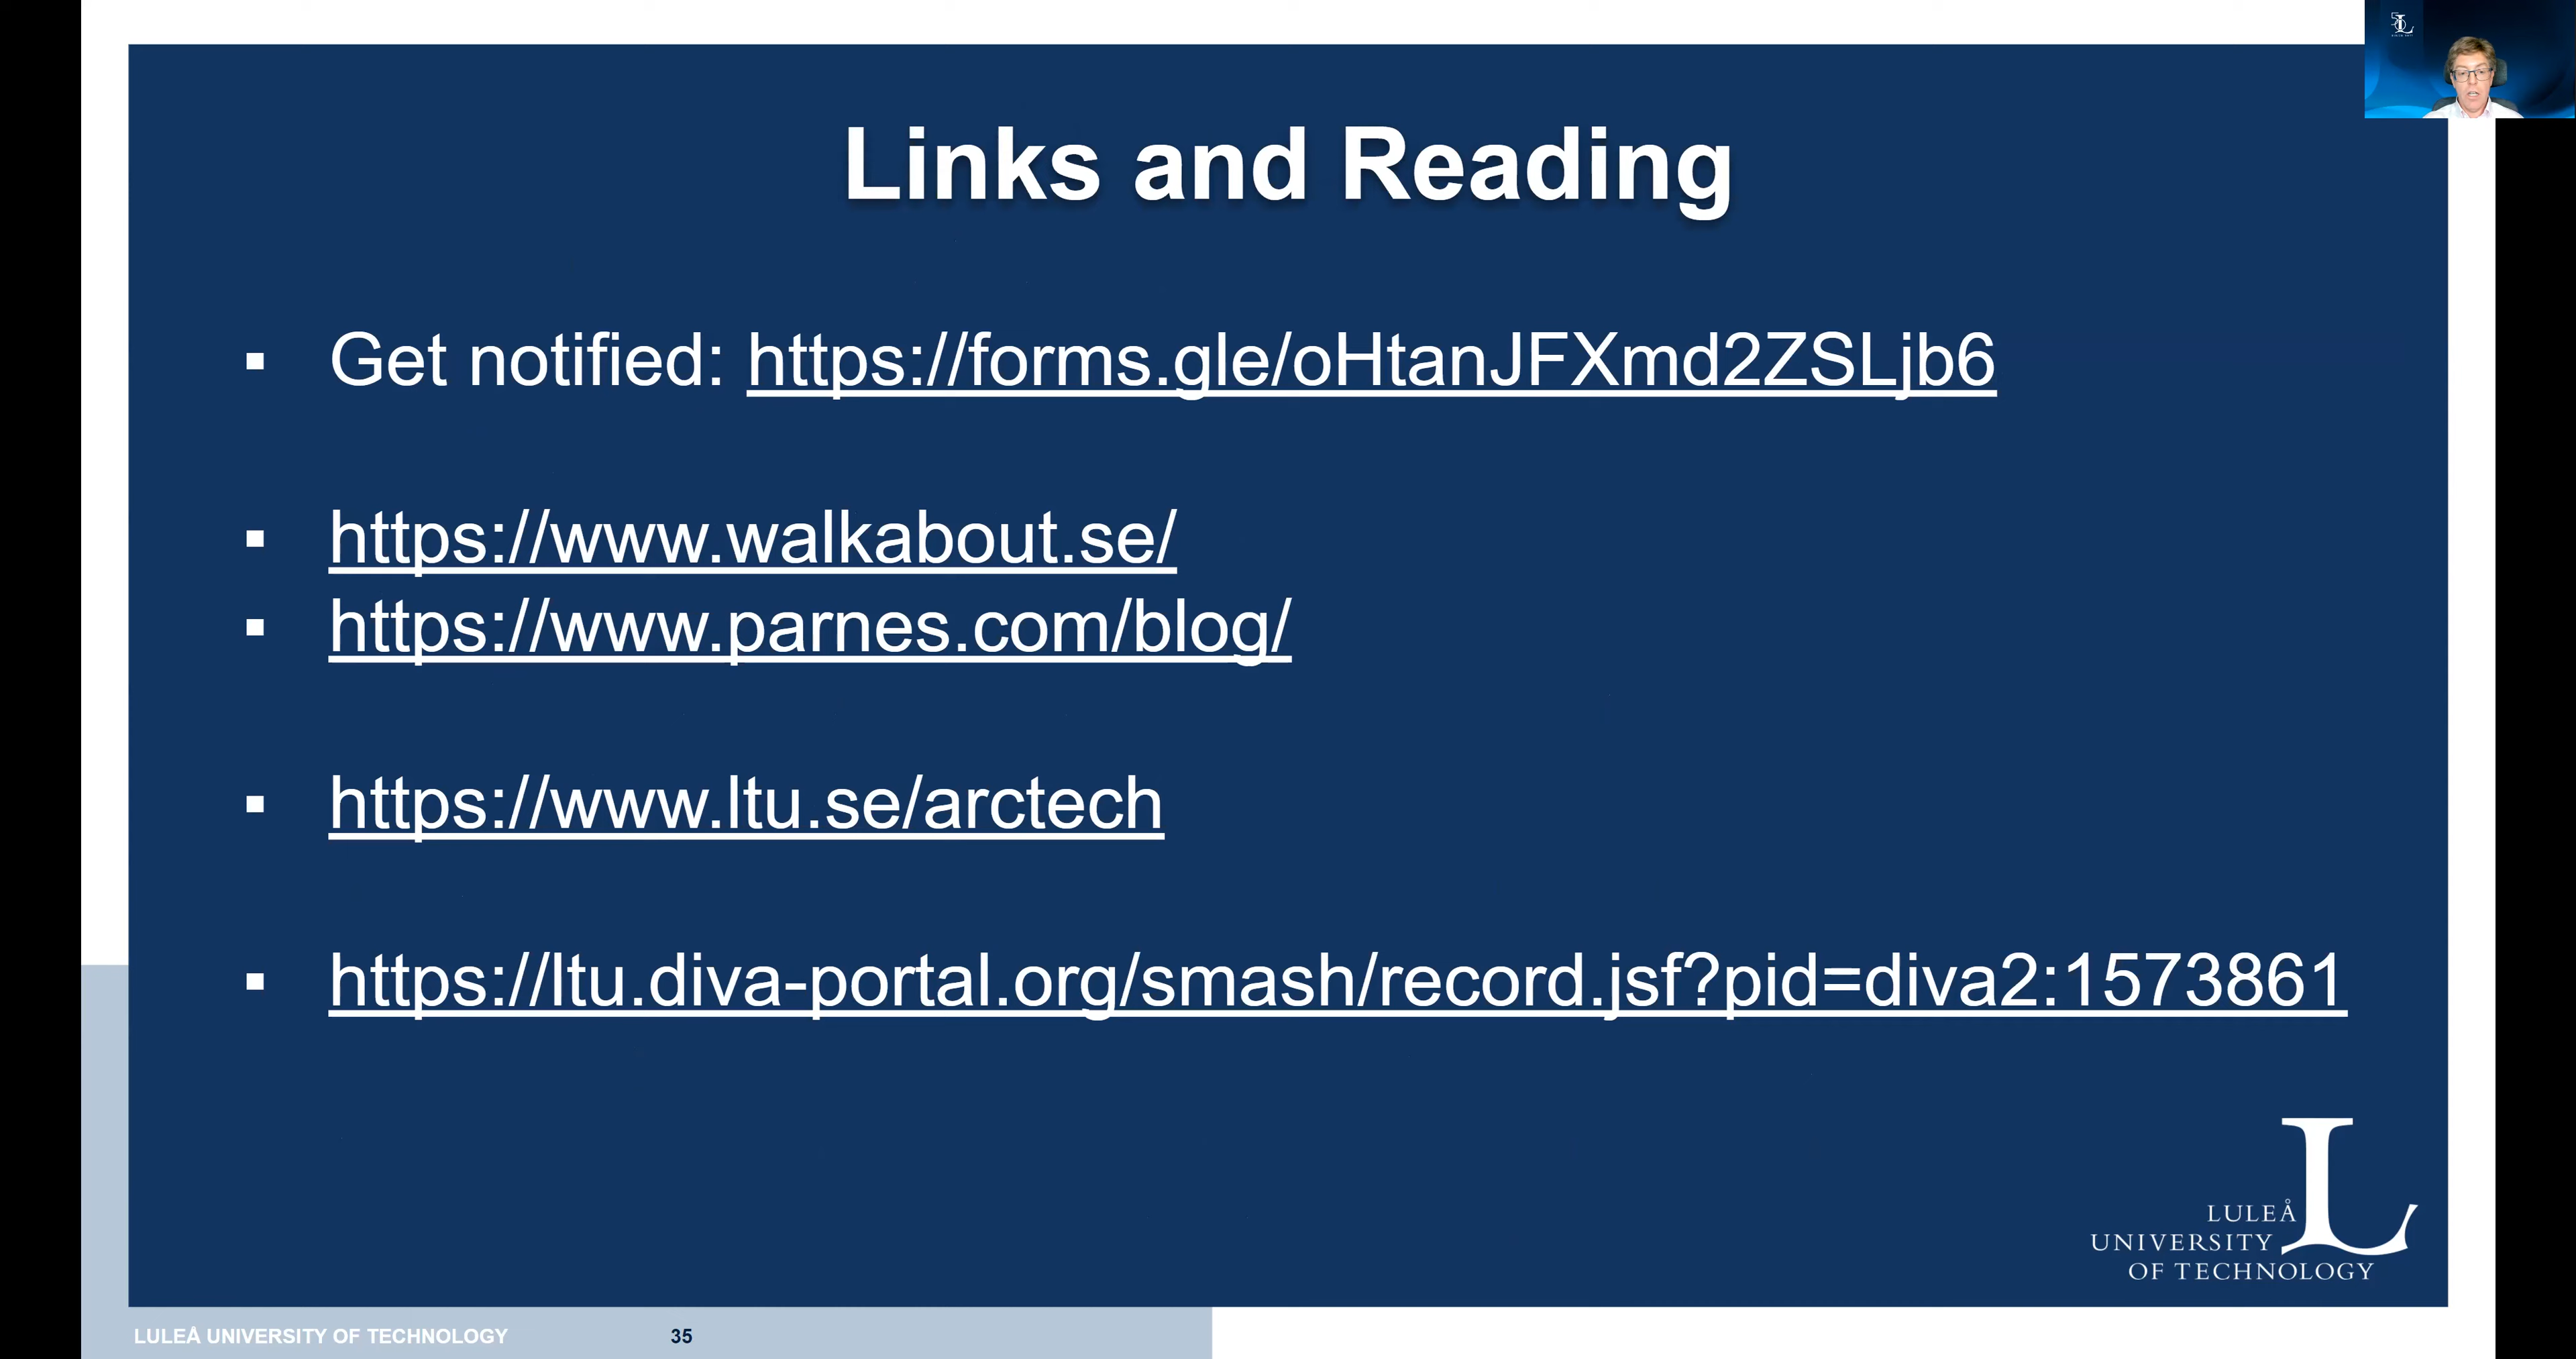 Links and Reading
▪ Get notified: https://forms.gle/oHtanJFXmd2ZSLjb6
▪ https://www.walkabout.se/
▪ https://www.parnes.com/blog/
▪ https://www.ltu.se/arctech
▪ https://ltu.diva-portal.org/smash/record.jsf?pid=diva2:1573861
LULEÅ
UNIVERSITY
OF TECHNOLOGY
LULEÅ UNIVERSITY OF TECHNOLOGY 35